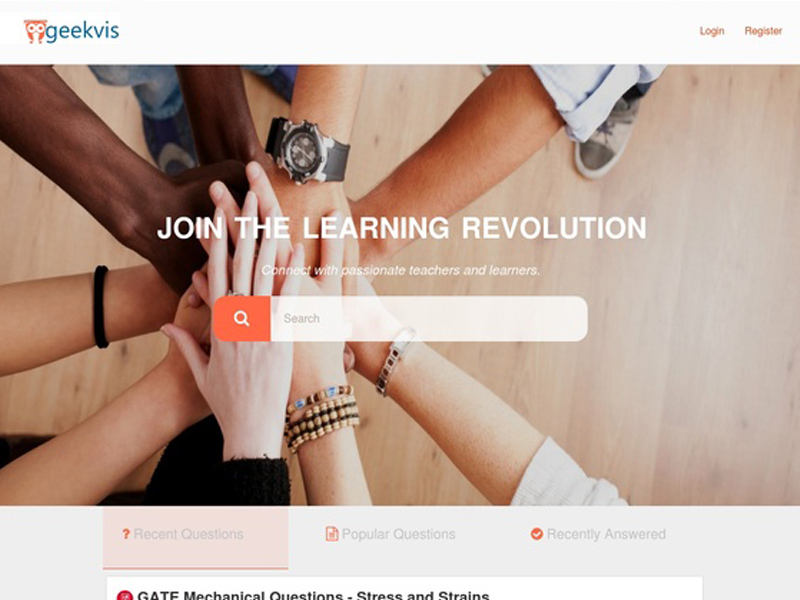 geekvis
Login
Register
JOIN THE LEARNING REVOLUTION
Connect with passionate teachers and learners.
Search
? Recent Questions
Popular Questions
Recently Answered
GATE Mechanical Questions - Stress and Strains